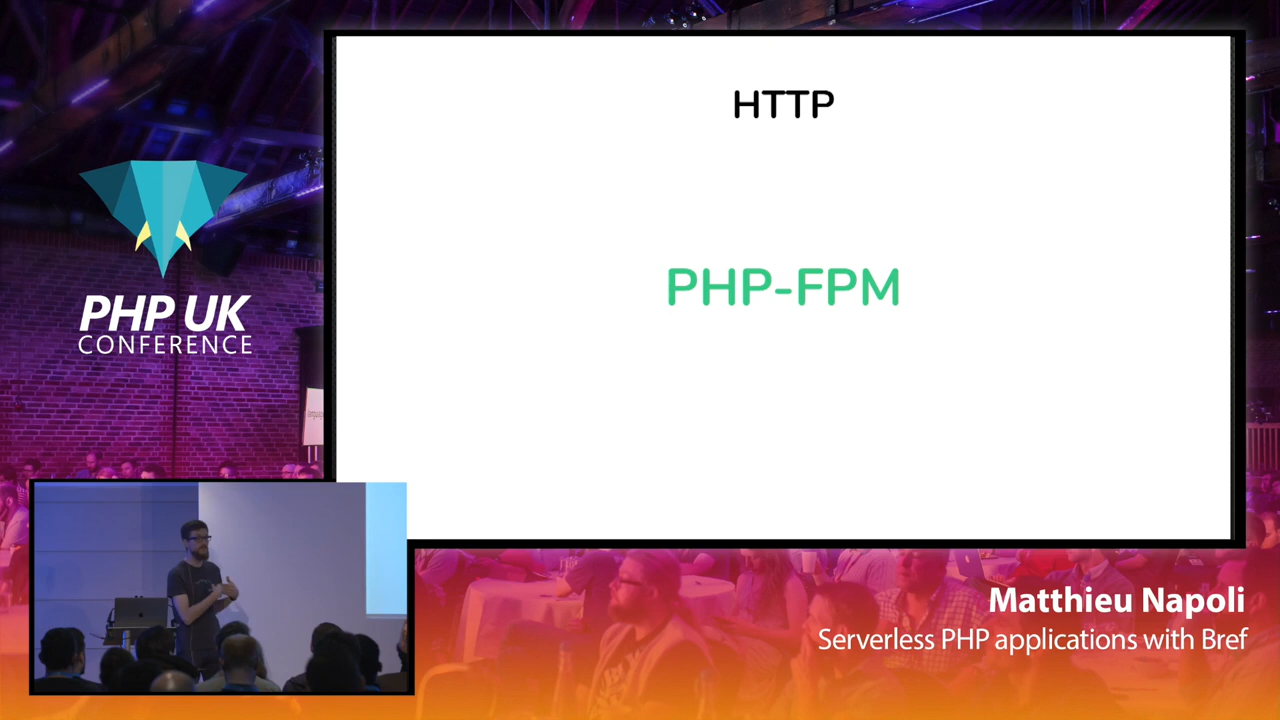 HTTP
PHP-FPM
PHP UK
CONFERENCE
Matthieu Napoli
Serverless PHP applications with Bref